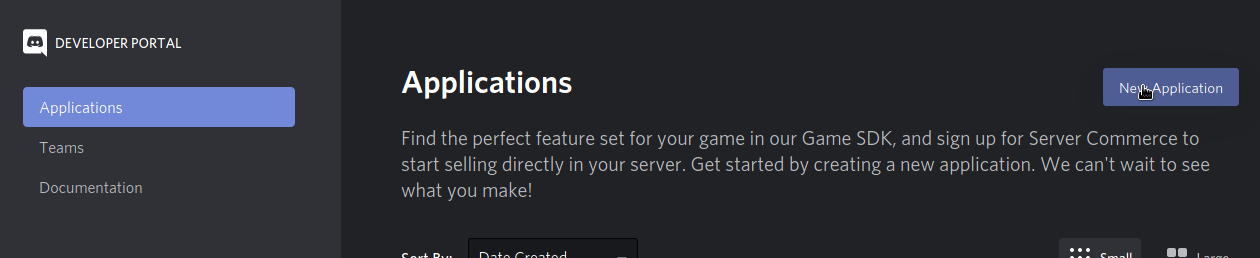 DEVELOPER PORTAL
Applications
Teams
Documentation
Applications
New Application
Find the perfect feature set for your game in our Game SDK, and sign up for Server Commerce to
start selling directly in your server. Get started by creating a new application. We can't wait to see
what you make!
Sort By: Date Created
Small
Large